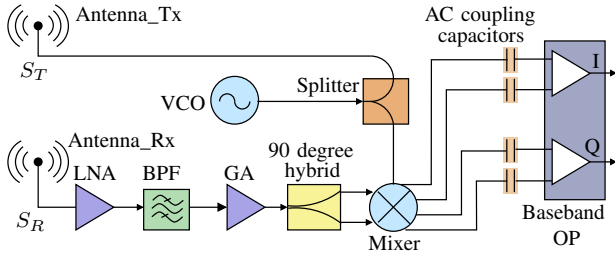 Antenna_Tx
AC coupling
capacitors
I
S_T
Splitter
VCO
Antenna_Rx
90 degree
hybrid
Q
LNA
BPF
GA
S_R
Mixer
Baseband
OP